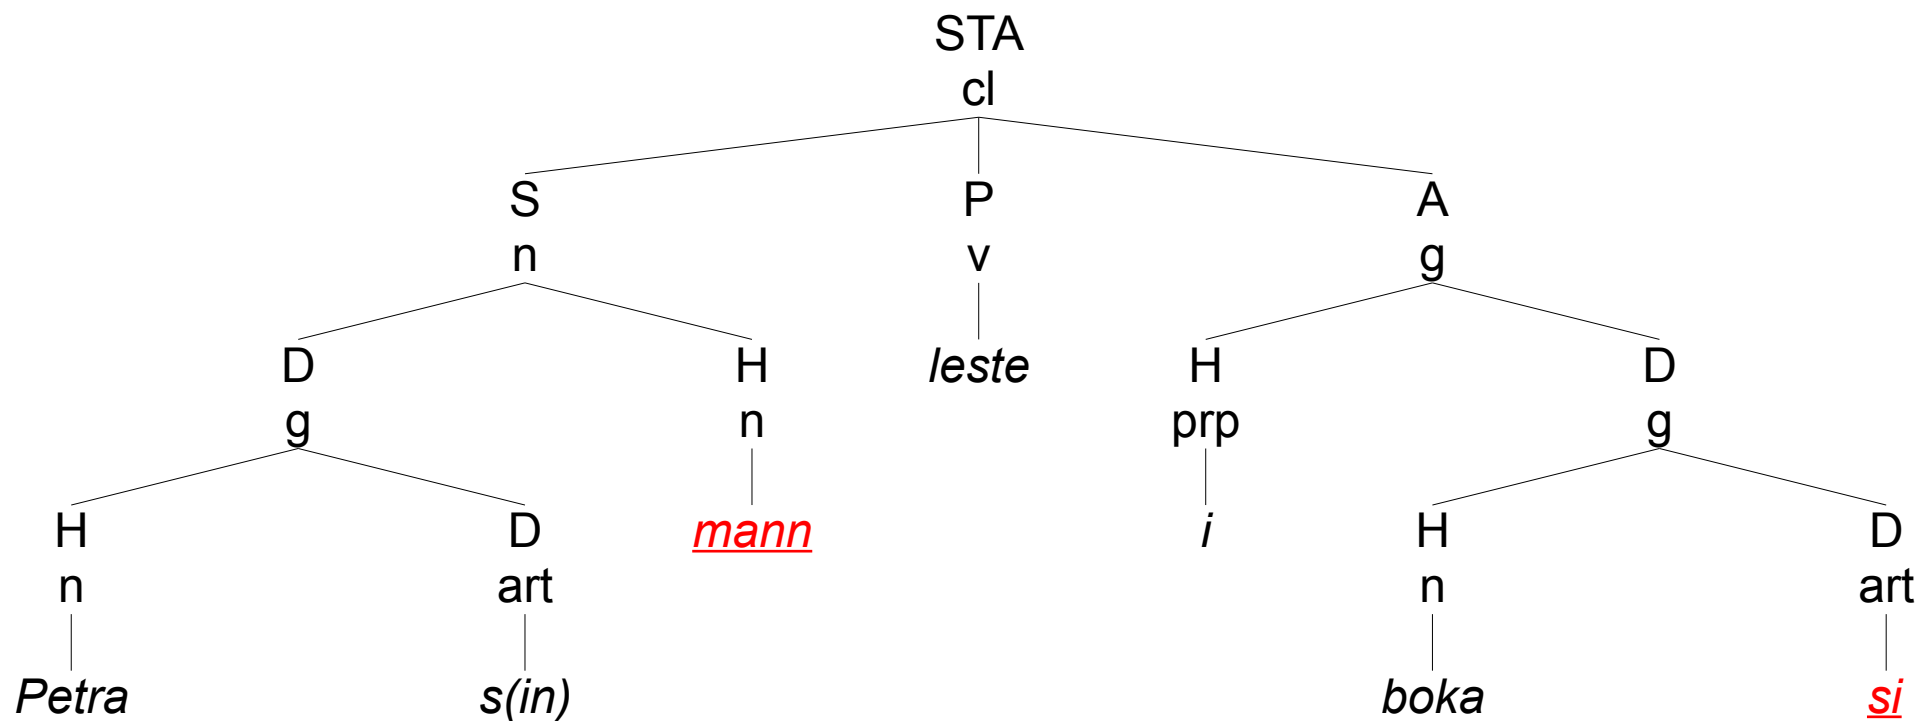 STA
cl
S P A
n v g
D H leste H D
g n prp g
H D mann i H D
n art n art
Petra s(in) boka si